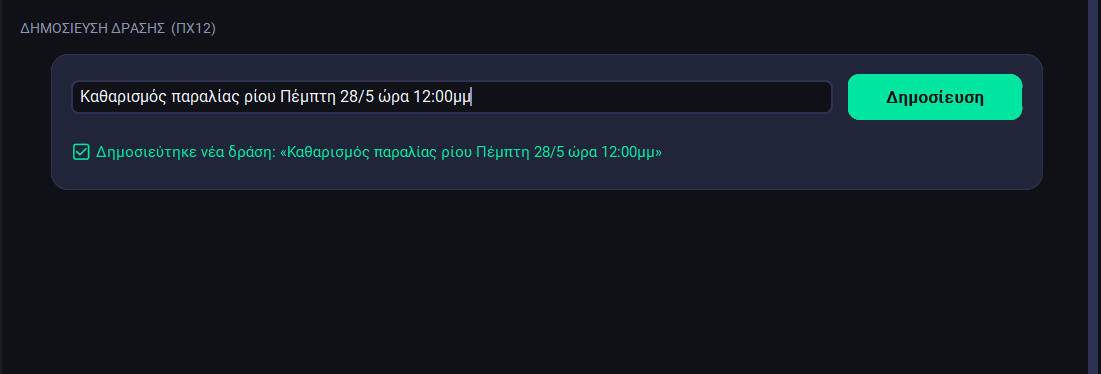 ΔΗΜΟΣΙΕΥΣΗ ΔΡΑΣΗΣ (ΠΧ12)
Καθαρισμός παραλίας ρίου Πέμπτη 28/5 ώρα 12:00μμ
Δημοσίευση
Δημοσιεύτηκε νέα δράση: «Καθαρισμός παραλίας ρίου Πέμπτη 28/5 ώρα 12:00μμ»